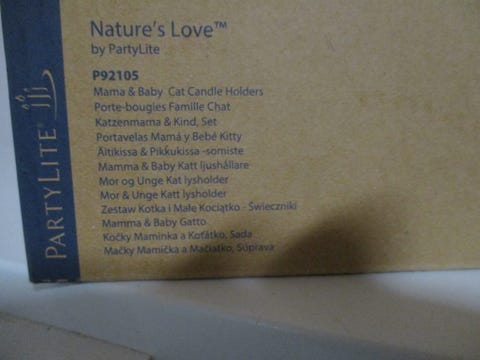 Nature's Love™
by PartyLite
P92105
Mama & Baby Cat Candle Holders
Porte-bougies Famille Chat
Katzenmama & Kind, Set
Portavelas Mamá y Bebé Kitty
Äitikissa & Pikkukissa -somiste
Mamma & Baby Katt ljushållare
Mor og Unge Kat lysholder
Mor & Unge Katt lysholder
Zestaw Kotka i Małe Kociątko - Świeczniki
Mamma & Baby Gatto
Kočky Maminka a Koťátko, Sada
Mačky Mamička a Mačiatko, Súprava
PARTYLITE®